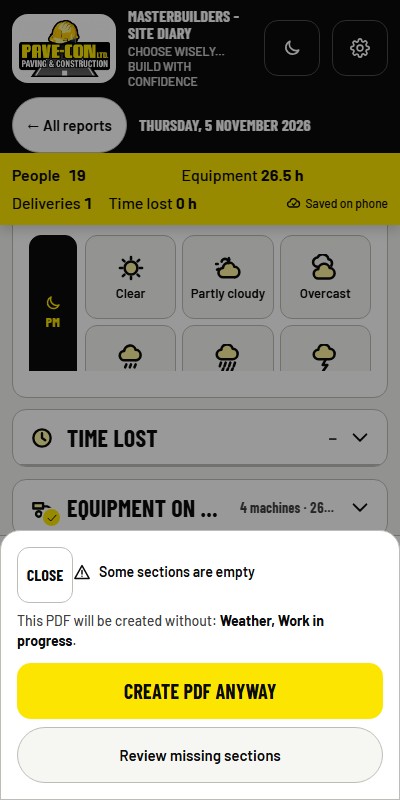 PAVE-CON LTD.
PAVING & CONSTRUCTION
MASTERBUILDERS -
SITE DIARY
CHOOSE WISELY...
BUILD WITH
CONFIDENCE
← All reports
THURSDAY, 5 NOVEMBER 2026
People 19
Equipment 26.5 h
Deliveries 1
Time lost 0 h
Saved on phone
PM
Clear
Partly cloudy
Overcast
TIME LOST
–
EQUIPMENT ON ...
4 machines · 26...
CLOSE
Some sections are empty
This PDF will be created without: Weather, Work in
progress.
CREATE PDF ANYWAY
Review missing sections